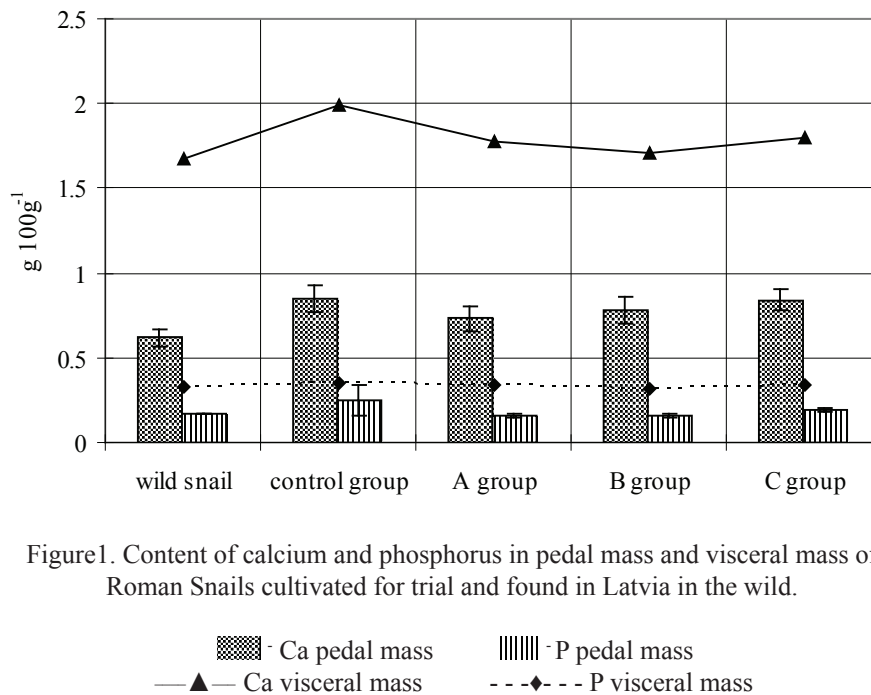 2.5
2
1.5
1
0.5
0
g 100g⁻¹
wild snail control group A group B group C group
Figure1. Content of calcium and phosphorus in pedal mass and visceral mass of
Roman Snails cultivated for trial and found in Latvia in the wild.
- Ca pedal mass - P pedal mass
Ca visceral mass P visceral mass